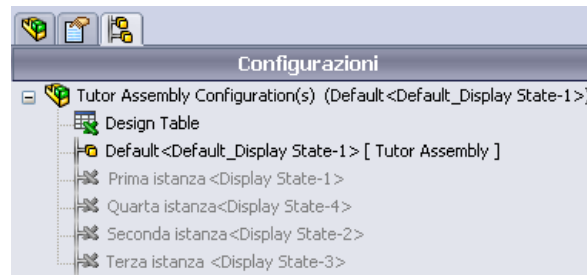 Configurazioni
Tutor Assembly Configuration(s) (Default<Default_Display State-1>)
Design Table
Default<Default_Display State-1> [ Tutor Assembly ]
Prima istanza <Display State-1>
Quarta istanza<Display State-4>
Seconda istanza<Display State-2>
Terza istanza <Display State-3>